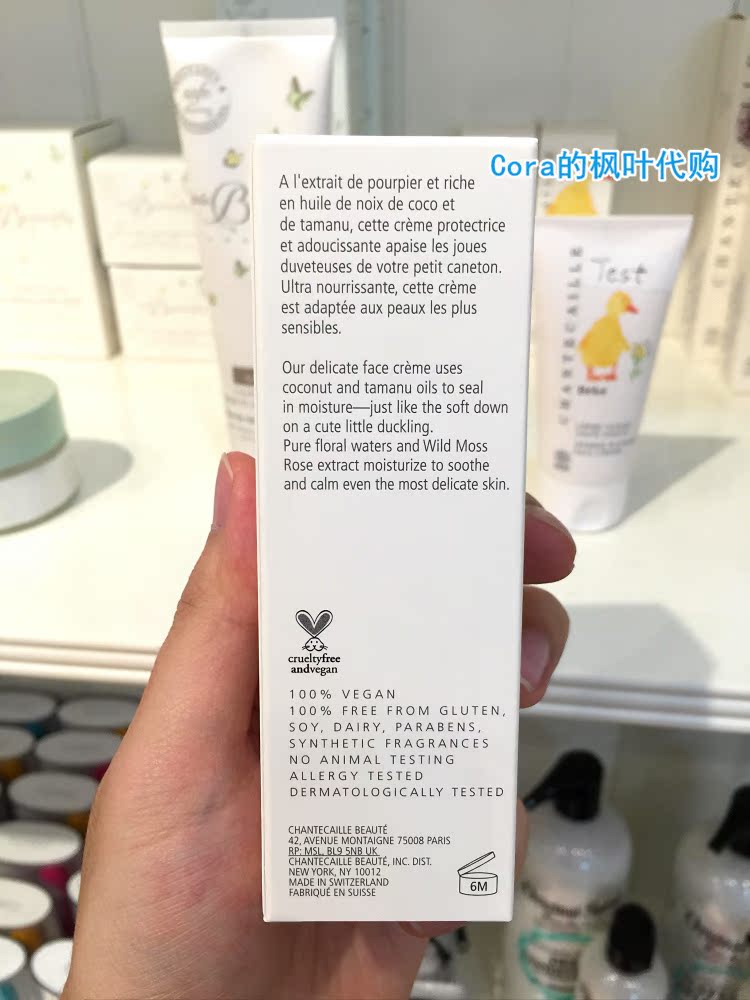 Cora的枫叶代购
A l'extrait de pourpier et riche
en huile de noix de coco et
de tamanu, cette crème protectrice
et adoucissante apaise les joues
duveteuses de votre petit caneton.
Ultra nourrissante, cette crème
est adaptée aux peaux les plus
sensibles.
Our delicate face crème uses
coconut and tamanu oils to seal
in moisture—just like the soft down
on a cute little duckling.
Pure floral waters and Wild Moss
Rose extract moisturize to soothe
and calm even the most delicate skin.
crueltyfree
andvegan
100% VEGAN
100% FREE FROM GLUTEN,
SOY, DAIRY, PARABENS,
SYNTHETIC FRAGRANCES
NO ANIMAL TESTING
ALLERGY TESTED
DERMATOLOGICALLY TESTED
CHANTECAILLE BEAUTÉ
42, AVENUE MONTAIGNE 75008 PARIS
RP: MSL, BL9 5NB UK
CHANTECAILLE BEAUTÉ, INC. DIST.
NEW YORK, NY 10012
MADE IN SWITZERLAND
FABRIQUÉ EN SUISSE
6M
CHANTECAILLE
Test
Bébé